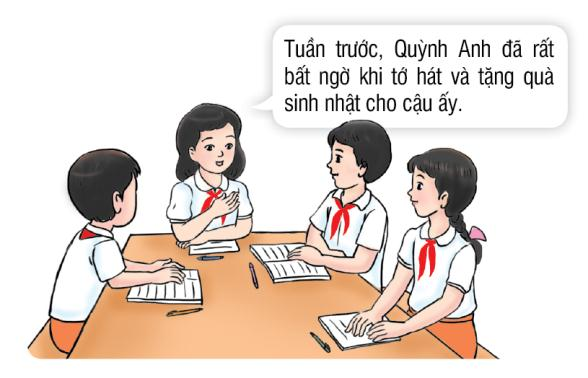 Tuần trước, Quỳnh Anh đã rất
bất ngờ khi tớ hát và tặng quà
sinh nhật cho cậu ấy.